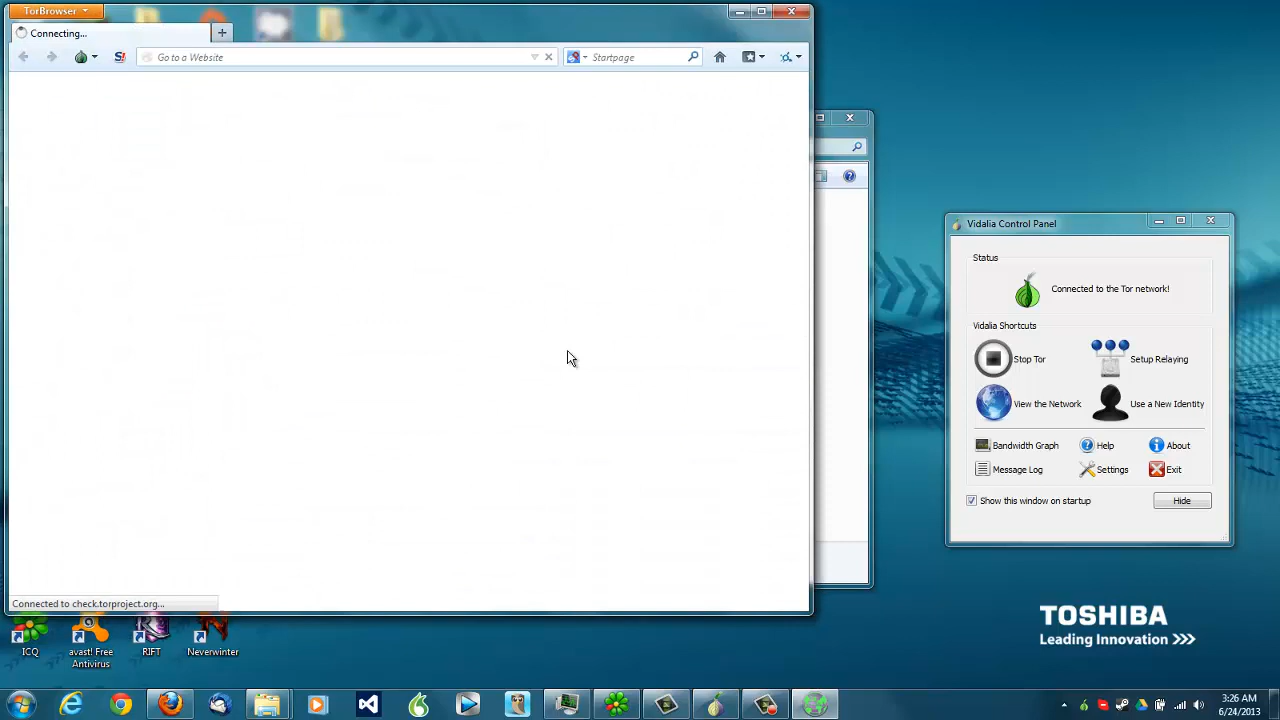 TorBrowser
Connecting...
Go to a Website
Startpage
Connected to check.torproject.org...
Vidalia Control Panel
Status
Connected to the Tor network!
Vidalia Shortcuts
Stop Tor
Setup Relaying
View the Network
Use a New Identity
Bandwidth Graph
Help
About
Message Log
Settings
Exit
Show this window on startup
Hide
TOSHIBA
Leading Innovation >>>
ICQ
avast! Free
Antivirus
RIFT
Neverwinter
3:26 AM
6/24/2013